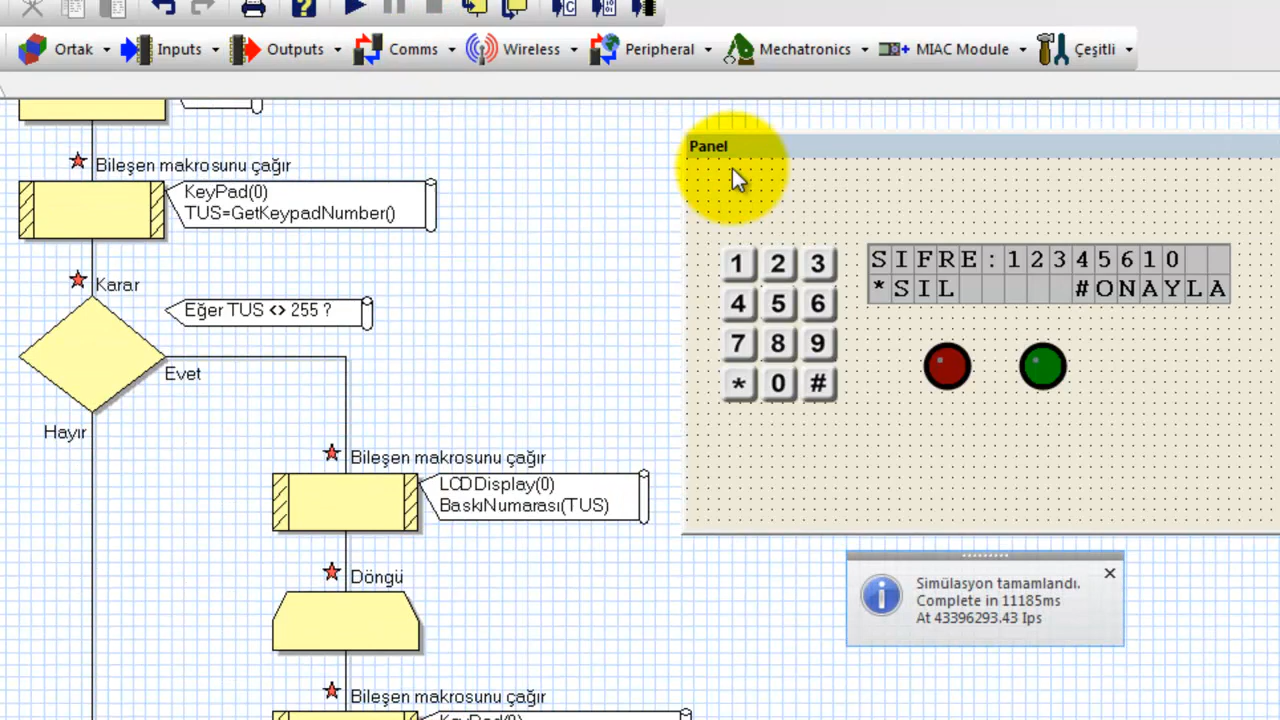 Ortak Inputs Outputs Comms Wireless Peripheral Mechatronics MIAC Module Çeşitli
Bileşen makrosunu çağır
KeyPad(0)
TUS=GetKeypadNumber()
Karar
Eğer TUS <> 255 ?
Evet
Hayır
Bileşen makrosunu çağır
LCDDisplay(0)
BaskıNumarası(TUS)
Döngü
Bileşen makrosunu çağır
KeyPad(0)
Panel
1 2 3
4 5 6
7 8 9
* 0 #
SIFRE:12345610
*SIL #ONAYLA
Simülasyon tamamlandı.
Complete in 11185ms
At 43396293.43 Ips